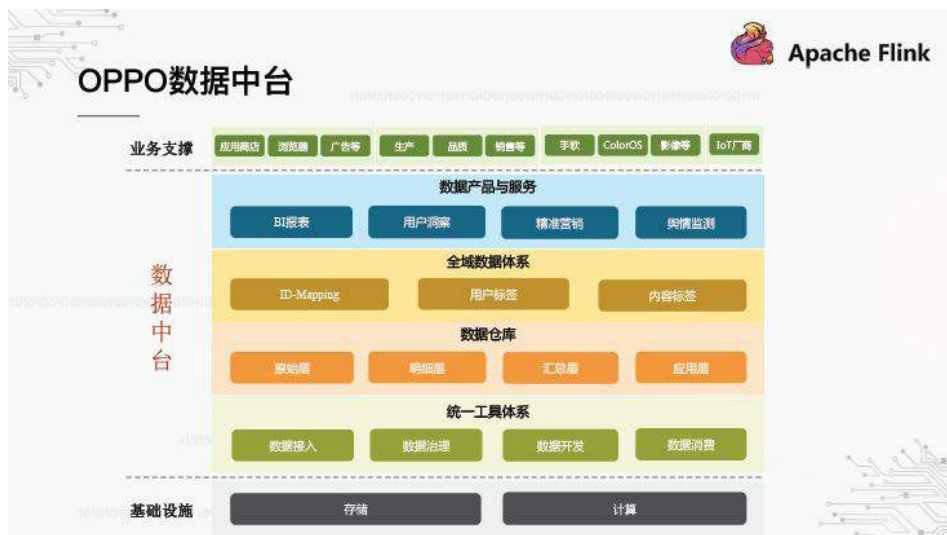 Apache Flink
OPPO数据中台
业务支撑
应用商店 浏览器 广告等 生产 品质 销售等 手软 ColorOS 影像等 IoT厂商
数据产品与服务
BI报表 用户洞察 精准营销 舆情监测
数据中台
全域数据体系
ID-Mapping 用户标签 内容标签
数据仓库
原始层 明细层 汇总层 应用层
统一工具体系
数据接入 数据治理 数据开发 数据消费
基础设施
存储 计算